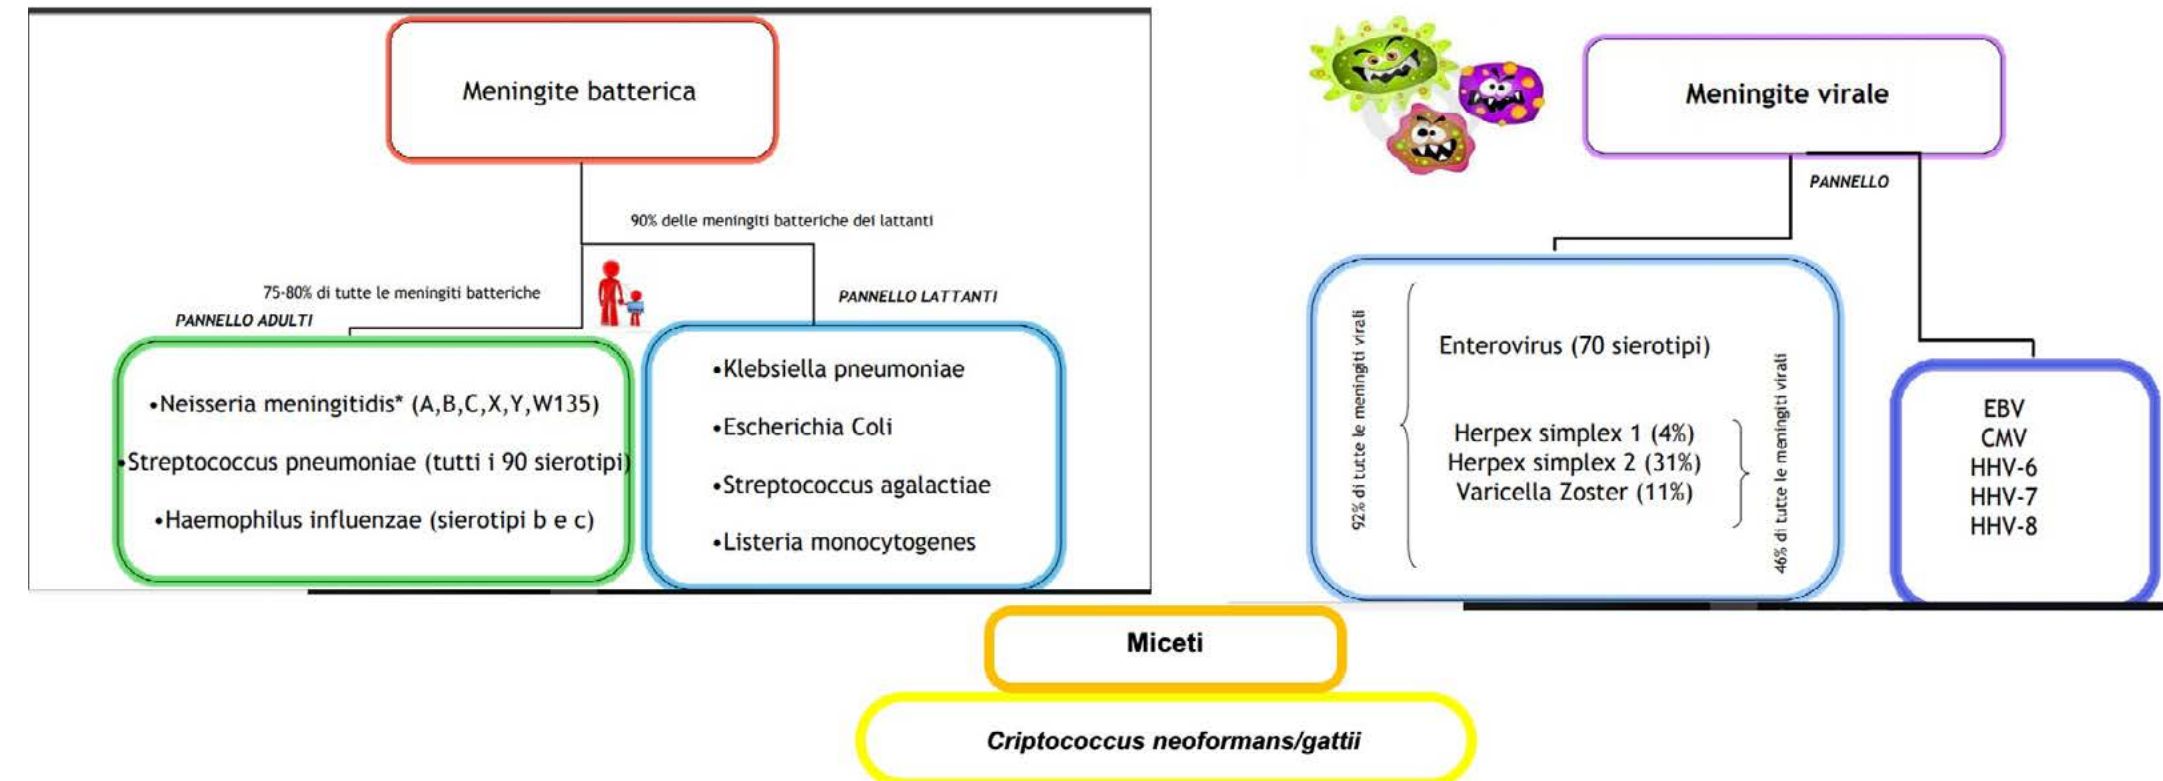 Meningite batterica
90% delle meningiti batteriche dei lattanti
75-80% di tutte le meningiti batteriche
PANNELLO ADULTI
PANNELLO LATTANTI
•Neisseria meningitidis* (A,B,C,X,Y,W135)
•Streptococcus pneumoniae (tutti i 90 sierotipi)
•Haemophilus influenzae (sierotipi b e c)
•Klebsiella pneumoniae
•Escherichia Coli
•Streptococcus agalactiae
•Listeria monocytogenes
Meningite virale
PANNELLO
92% di tutte le meningiti virali
Enterovirus (70 sierotipi)
Herpex simplex 1 (4%)
Herpex simplex 2 (31%)
Varicella Zoster (11%)
46% di tutte le meningiti virali
EBV
CMV
HHV-6
HHV-7
HHV-8
Miceti
Criptococcus neoformans/gattii